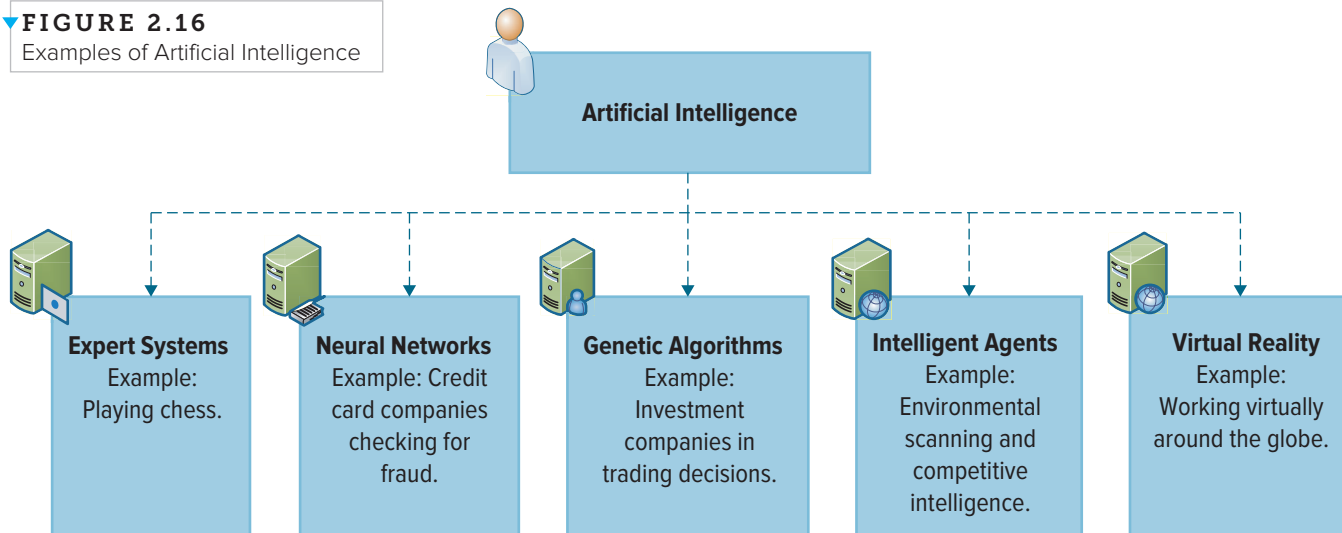 FIGURE 2.16
Examples of Artificial Intelligence
Artificial Intelligence
Expert Systems
Example:
Playing chess.
Neural Networks
Example: Credit
card companies
checking for
fraud.
Genetic Algorithms
Example:
Investment
companies in
trading decisions.
Intelligent Agents
Example:
Environmental
scanning and
competitive
intelligence.
Virtual Reality
Example:
Working virtually
around the globe.